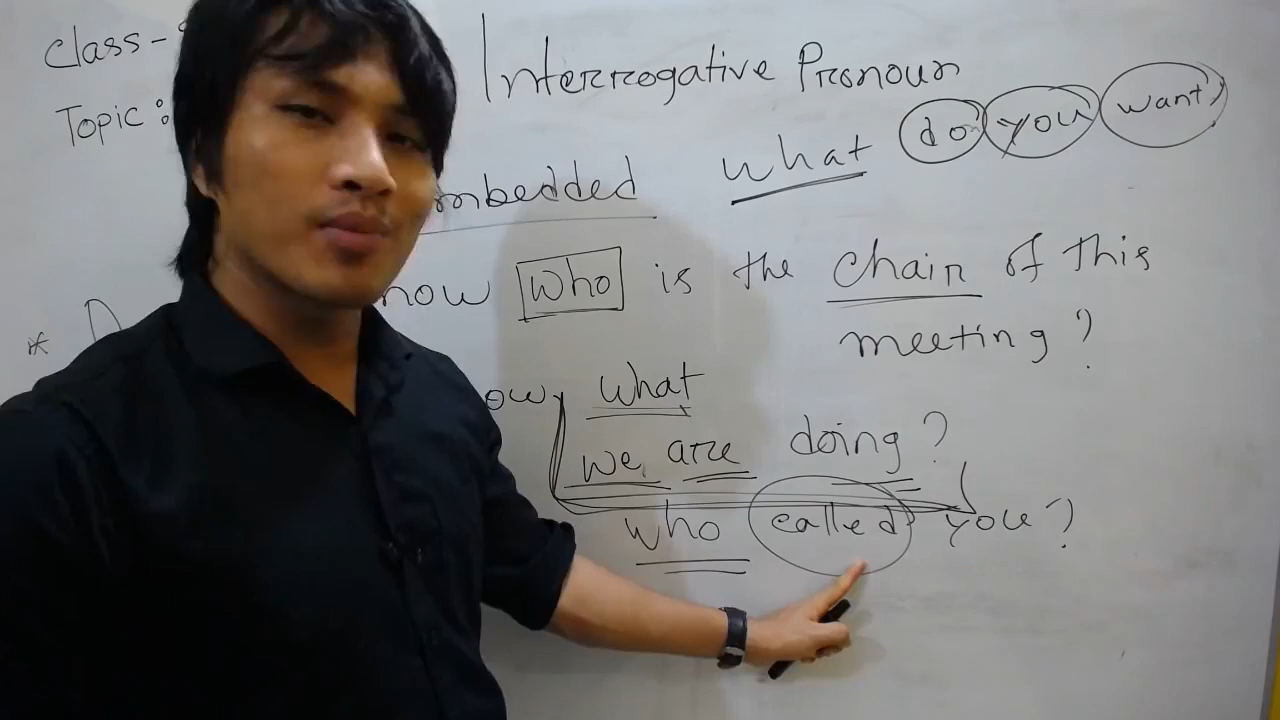 Class-
Topic: Interrogative Pronoun
mbedded what do you want?
now who is the chair of this
meeting?
ow, what
we are doing?
who called you?